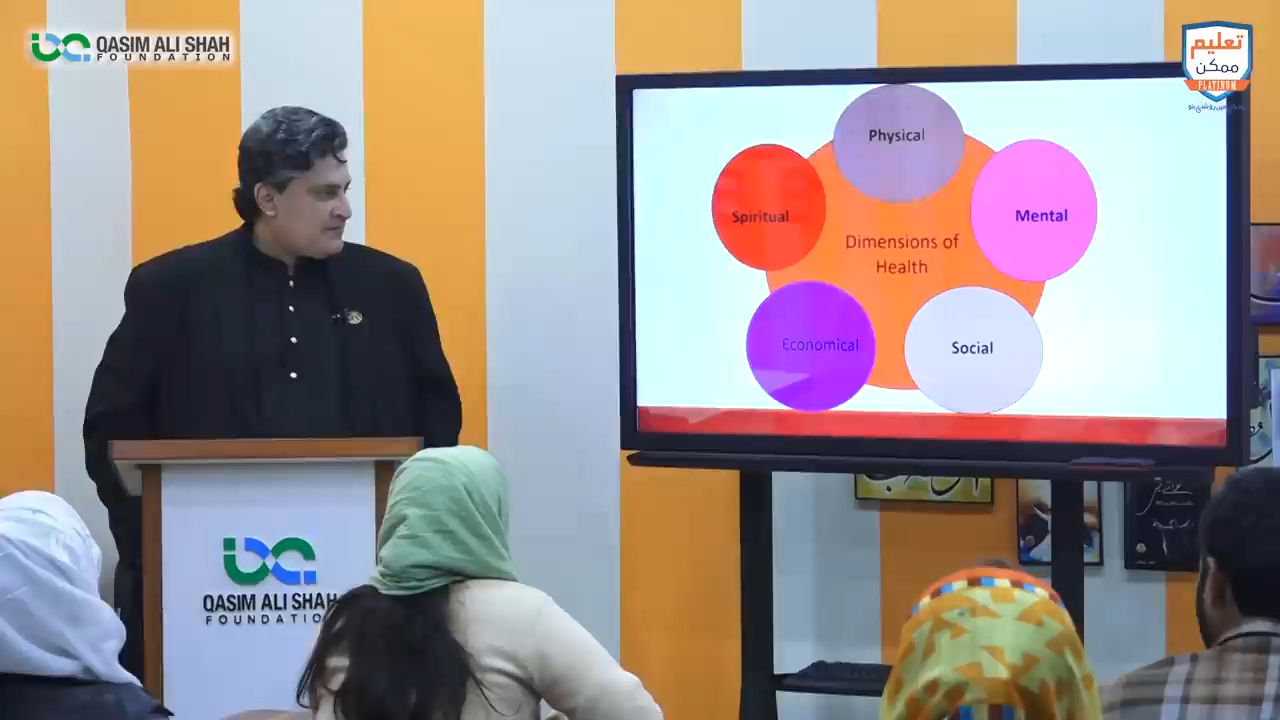 QASIM ALI SHAH
FOUNDATION
تعلیم
ممکن
PLATINUM
Physical
Spiritual
Mental
Dimensions of
Health
Economical
Social
QASIM ALI SHAH
FOUNDATION